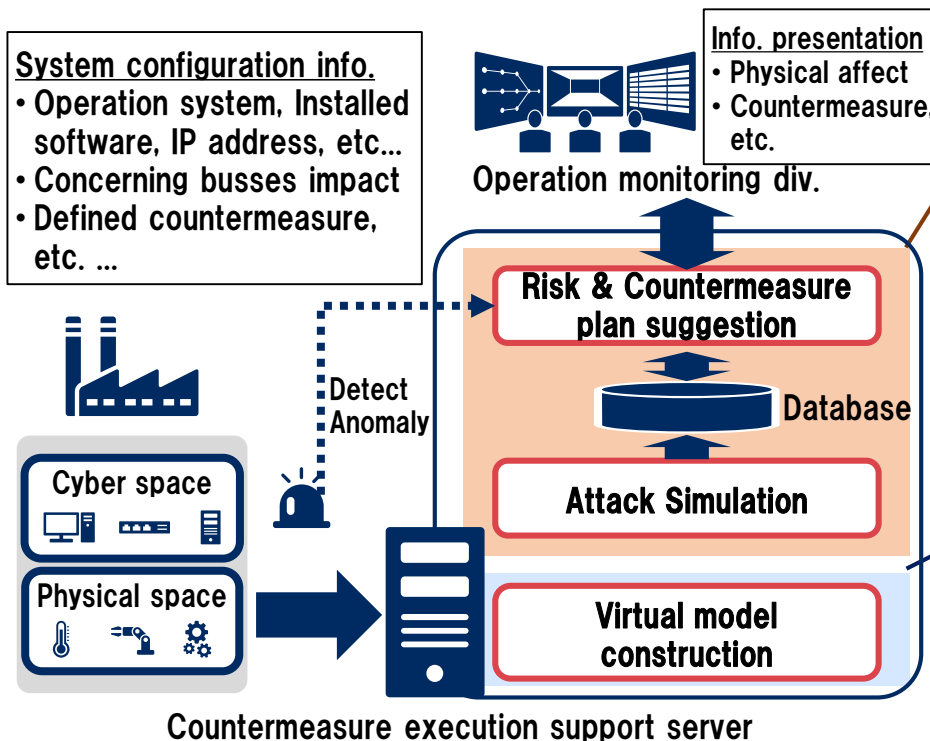 System configuration info.
• Operation system, Installed
software, IP address, etc...
• Concerning busses impact
• Defined countermeasure,
etc. ...
Info. presentation
• Physical affect
• Countermeasure,
etc.
Operation monitoring div.
Risk & Countermeasure
plan suggestion
Detect
Anomaly
Database
Cyber space
Attack Simulation
Physical space
Virtual model
construction
Countermeasure execution support server